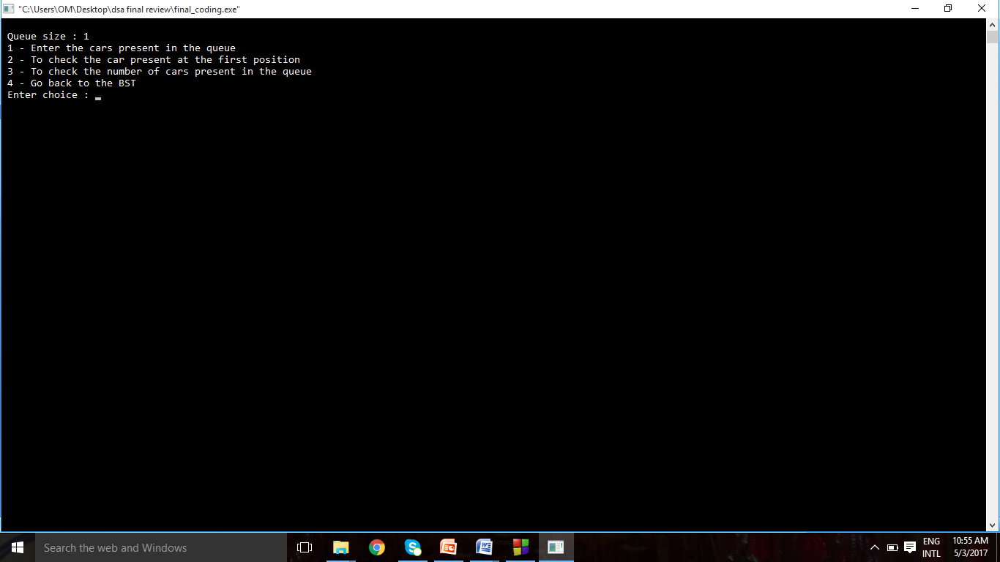 "C:\Users\OM\Desktop\dsa final review\final_coding.exe"
Queue size : 1
1 - Enter the cars present in the queue
2 - To check the car present at the first position
3 - To check the number of cars present in the queue
4 - Go back to the BST
Enter choice :
Search the web and Windows
ENG
INTL
10:55 AM
5/3/2017